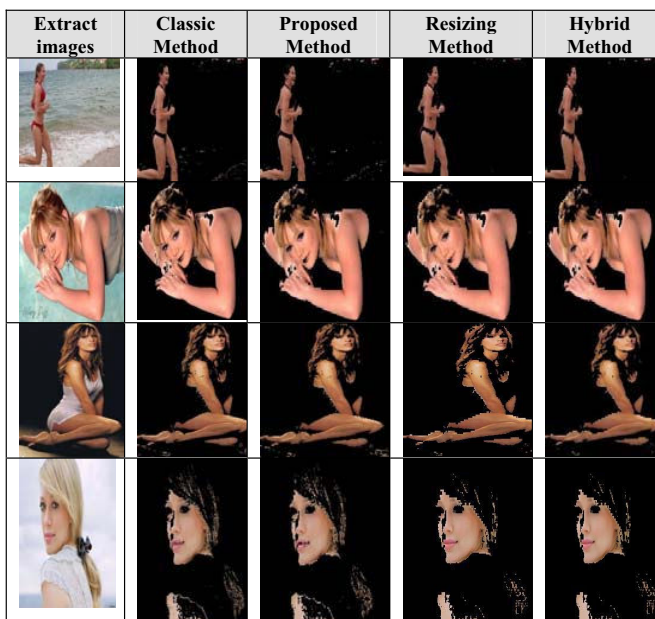 Extract images
Classic Method
Proposed Method
Resizing Method
Hybrid Method